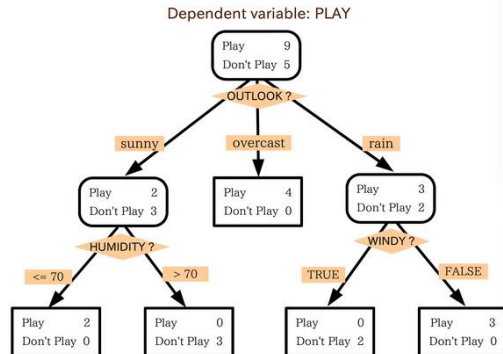 Dependent variable: PLAY
Play 9
Don't Play 5
OUTLOOK ?
sunny
overcast
rain
Play 2
Don't Play 3
Play 4
Don't Play 0
Play 3
Don't Play 2
HUMIDITY ?
WINDY ?
<= 70
> 70
TRUE
FALSE
Play 2
Don't Play 0
Play 0
Don't Play 3
Play 0
Don't Play 2
Play 3
Don't Play 0